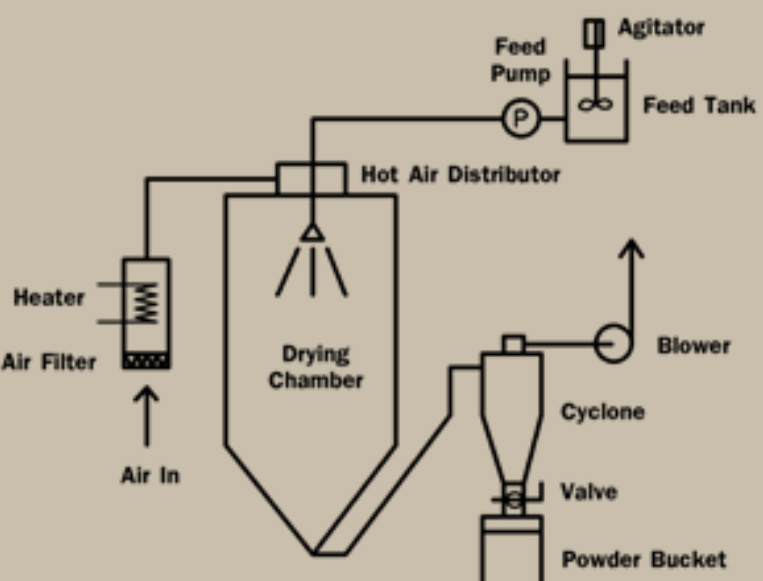 Agitator
Feed
Pump
P
Feed Tank
Hot Air Distributor
Heater
Air Filter
Air In
Drying
Chamber
Blower
Cyclone
Valve
Powder Bucket